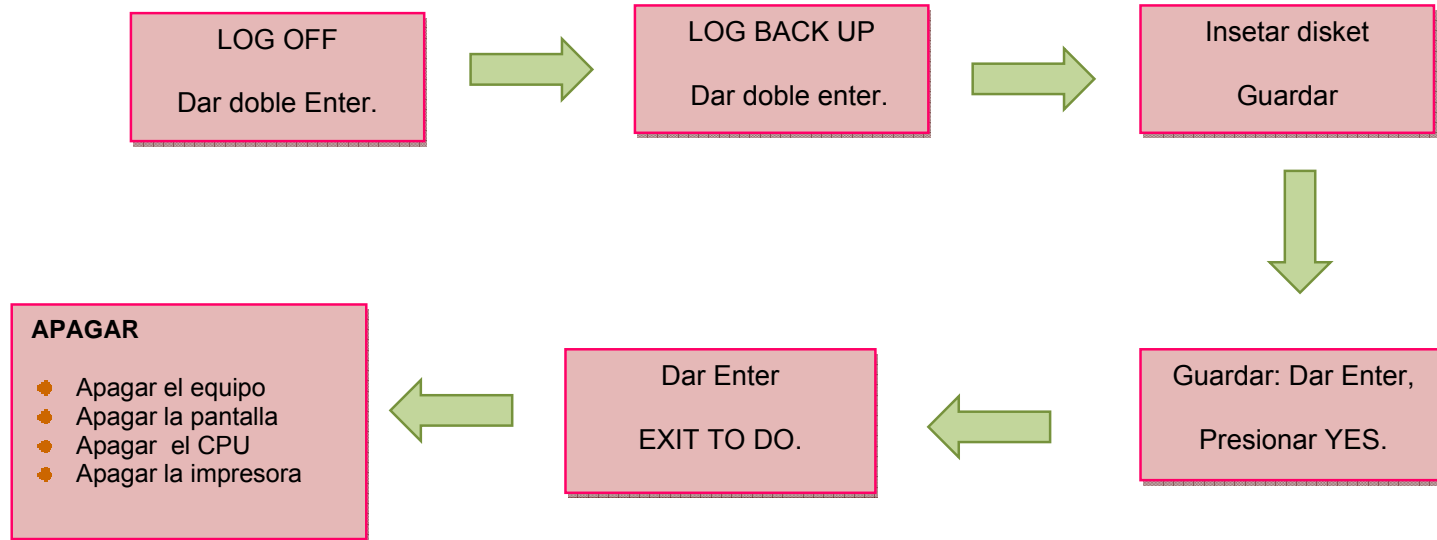 LOG OFF
Dar doble Enter.
LOG BACK UP
Dar doble enter.
Insetar disket
Guardar
Guardar: Dar Enter,
Presionar YES.
Dar Enter
EXIT TO DO.
APAGAR
Apagar el equipo
Apagar la pantalla
Apagar el CPU
Apagar la impresora